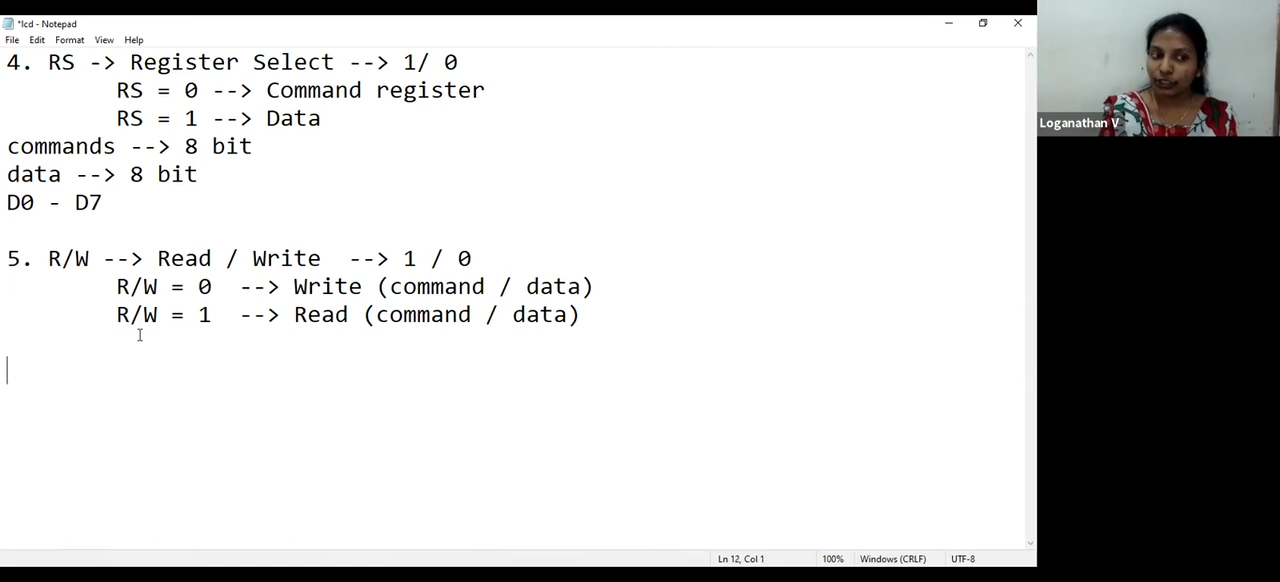 *lcd - Notepad
File Edit Format View Help
4. RS -> Register Select --> 1/ 0
RS = 0 --> Command register
RS = 1 --> Data
commands --> 8 bit
data --> 8 bit
D0 - D7
5. R/W --> Read / Write --> 1 / 0
R/W = 0 --> Write (command / data)
R/W = 1 --> Read (command / data)
Ln 12, Col 1 100% Windows (CRLF) UTF-8
Loganathan V